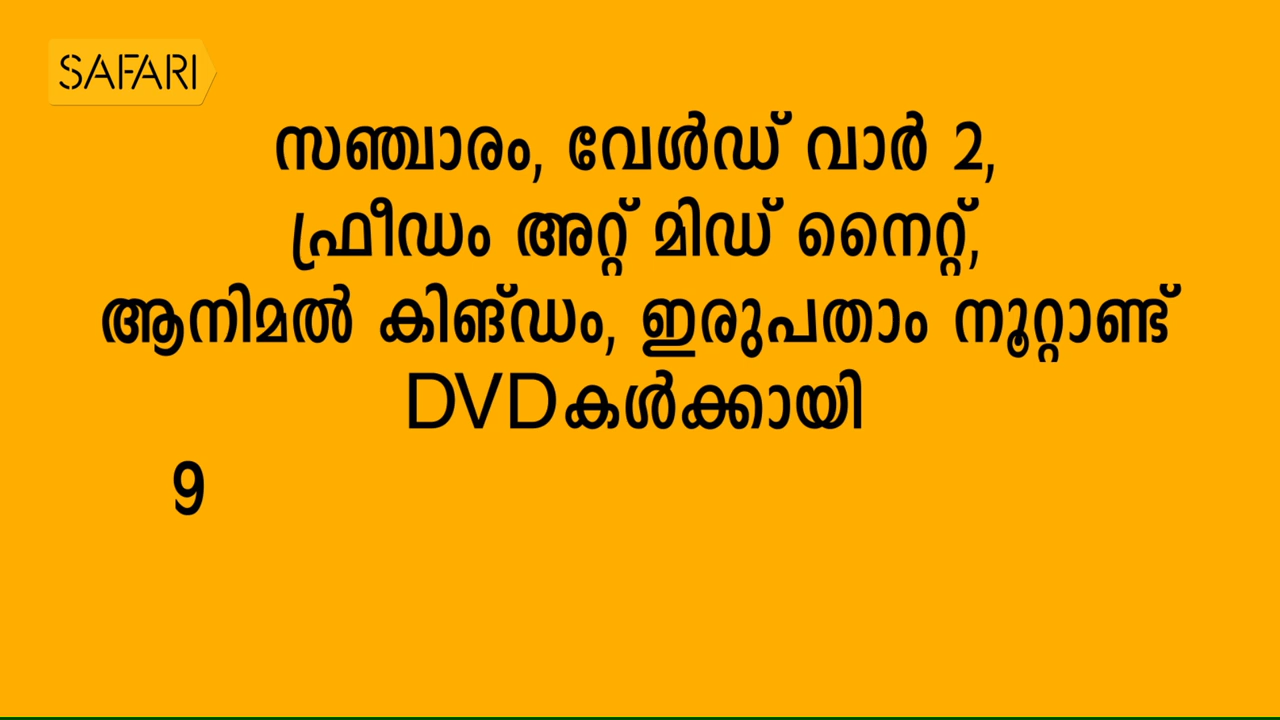 SAFARI
സഞ്ചാരം, വേൾഡ് വാർ 2,
ഫ്രീഡം അറ്റ് മിഡ് നൈറ്റ്,
ആനിമൽ കിങ്ഡം, ഇരുപതാം നൂറ്റാണ്ട്
DVDകൾക്കായി
9